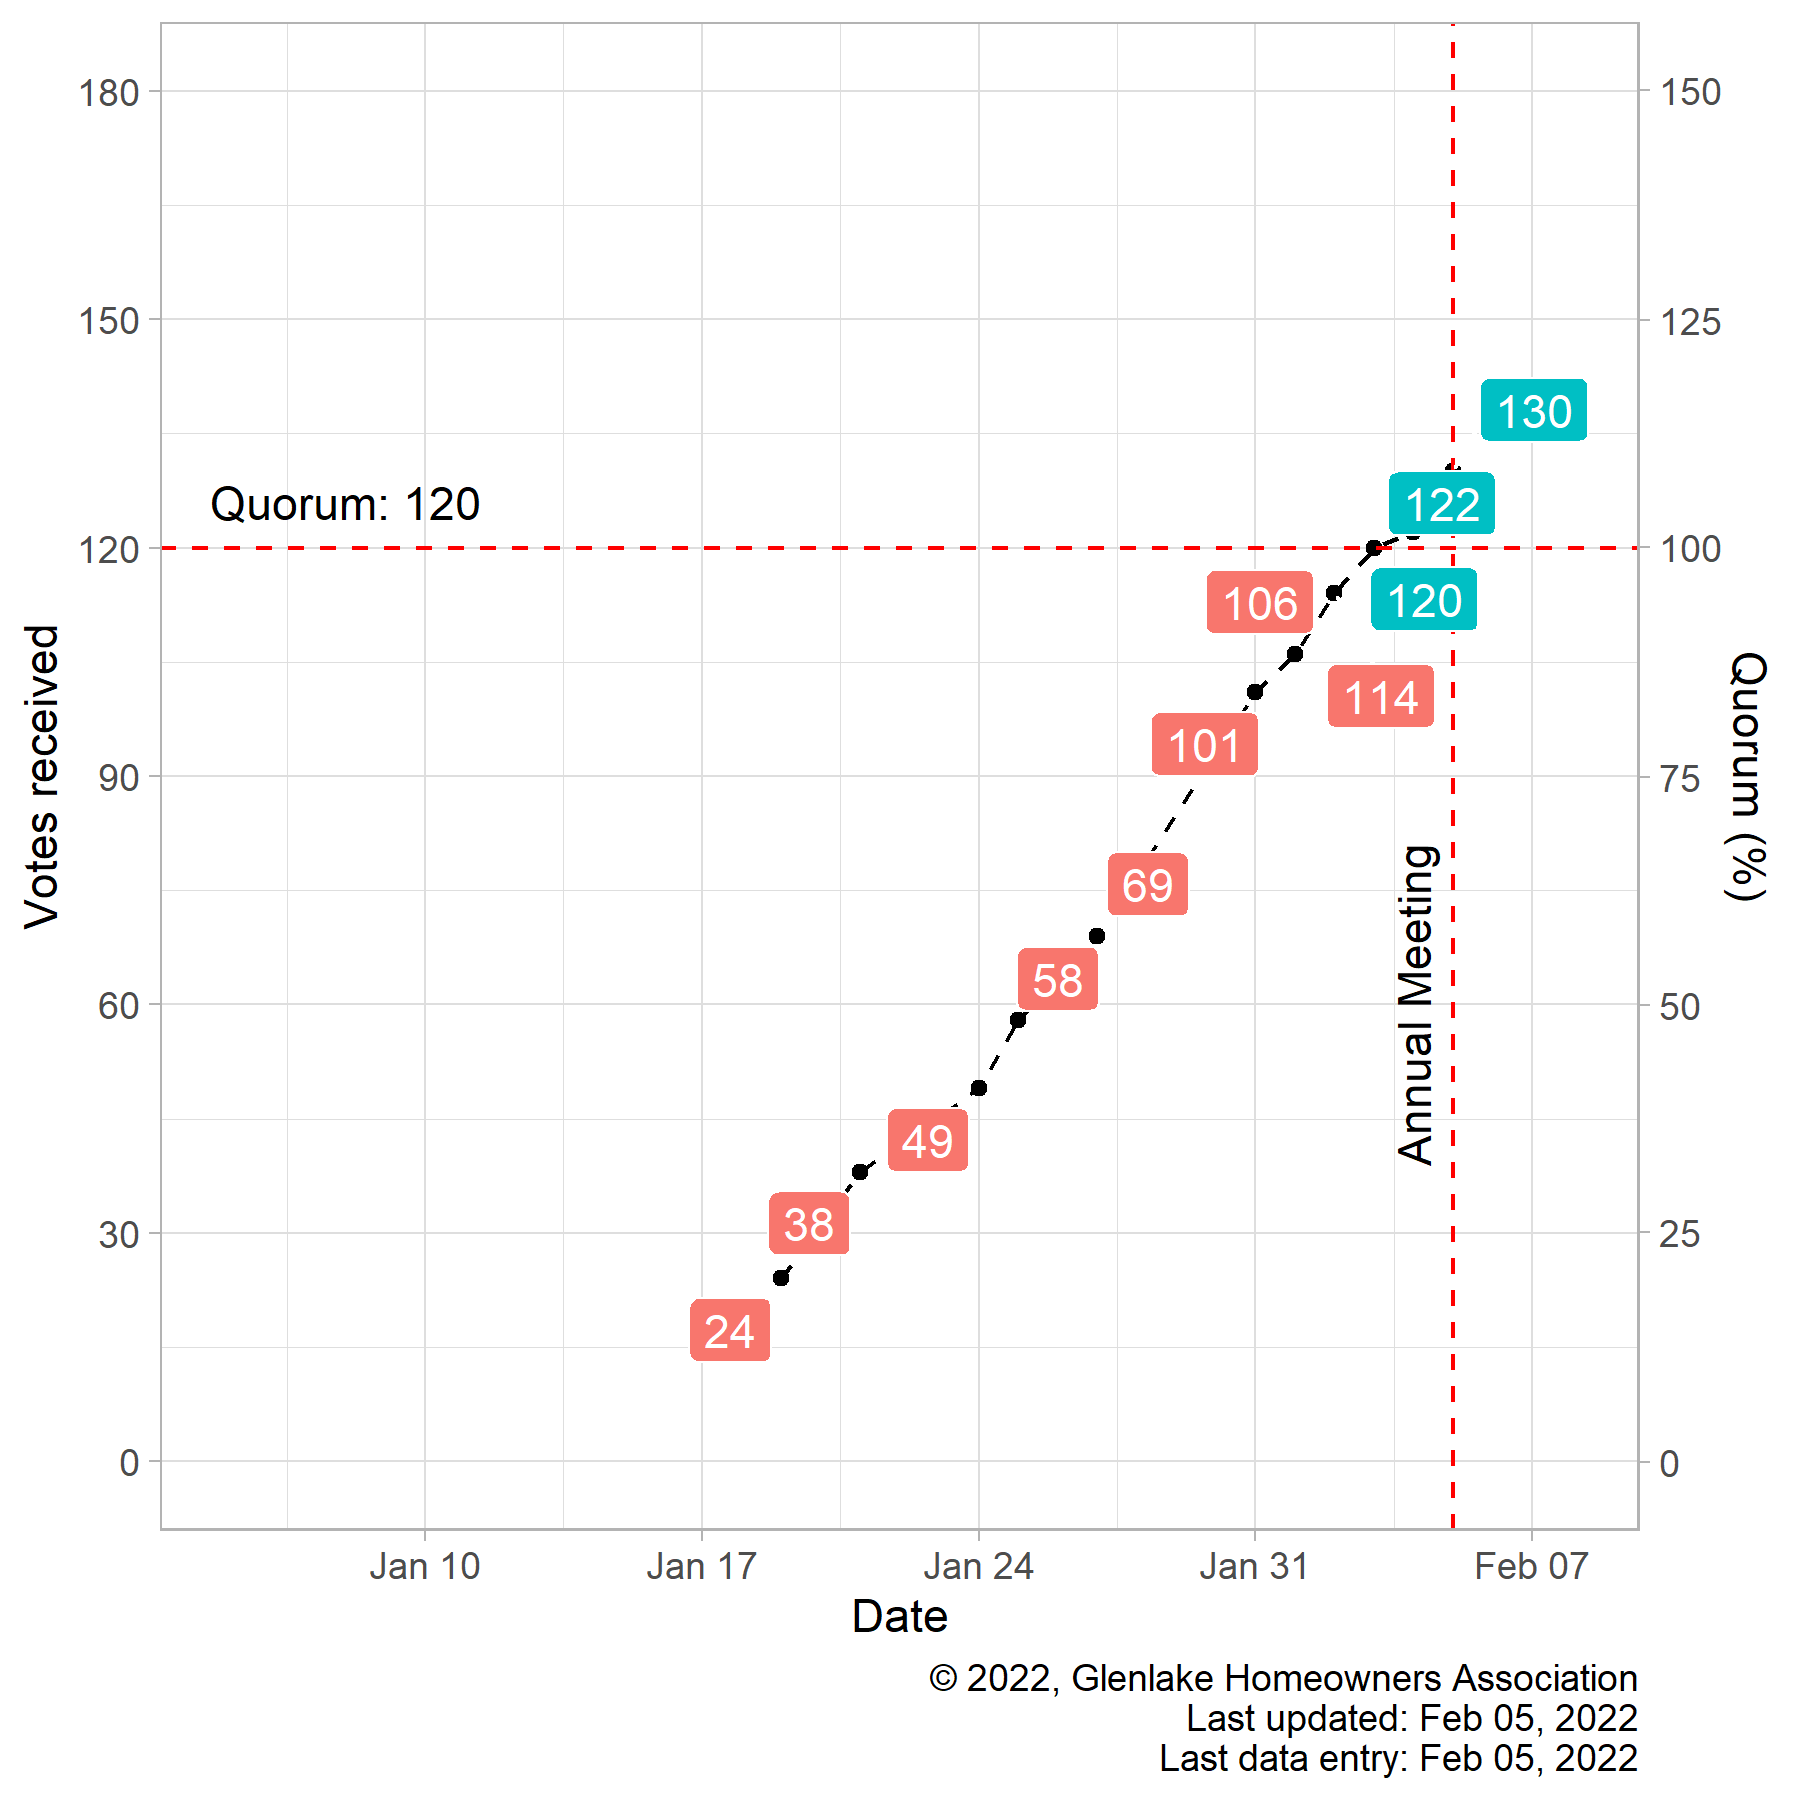 180
150
120
90
60
30
0
150
125
100
75
50
25
0
Votes received
Quorum (%)
Quorum: 120
Annual Meeting
130
122
120
106
114
101
69
58
49
38
24
Jan 10
Jan 17
Jan 24
Jan 31
Feb 07
Date
© 2022, Glenlake Homeowners Association
Last updated: Feb 05, 2022
Last data entry: Feb 05, 2022